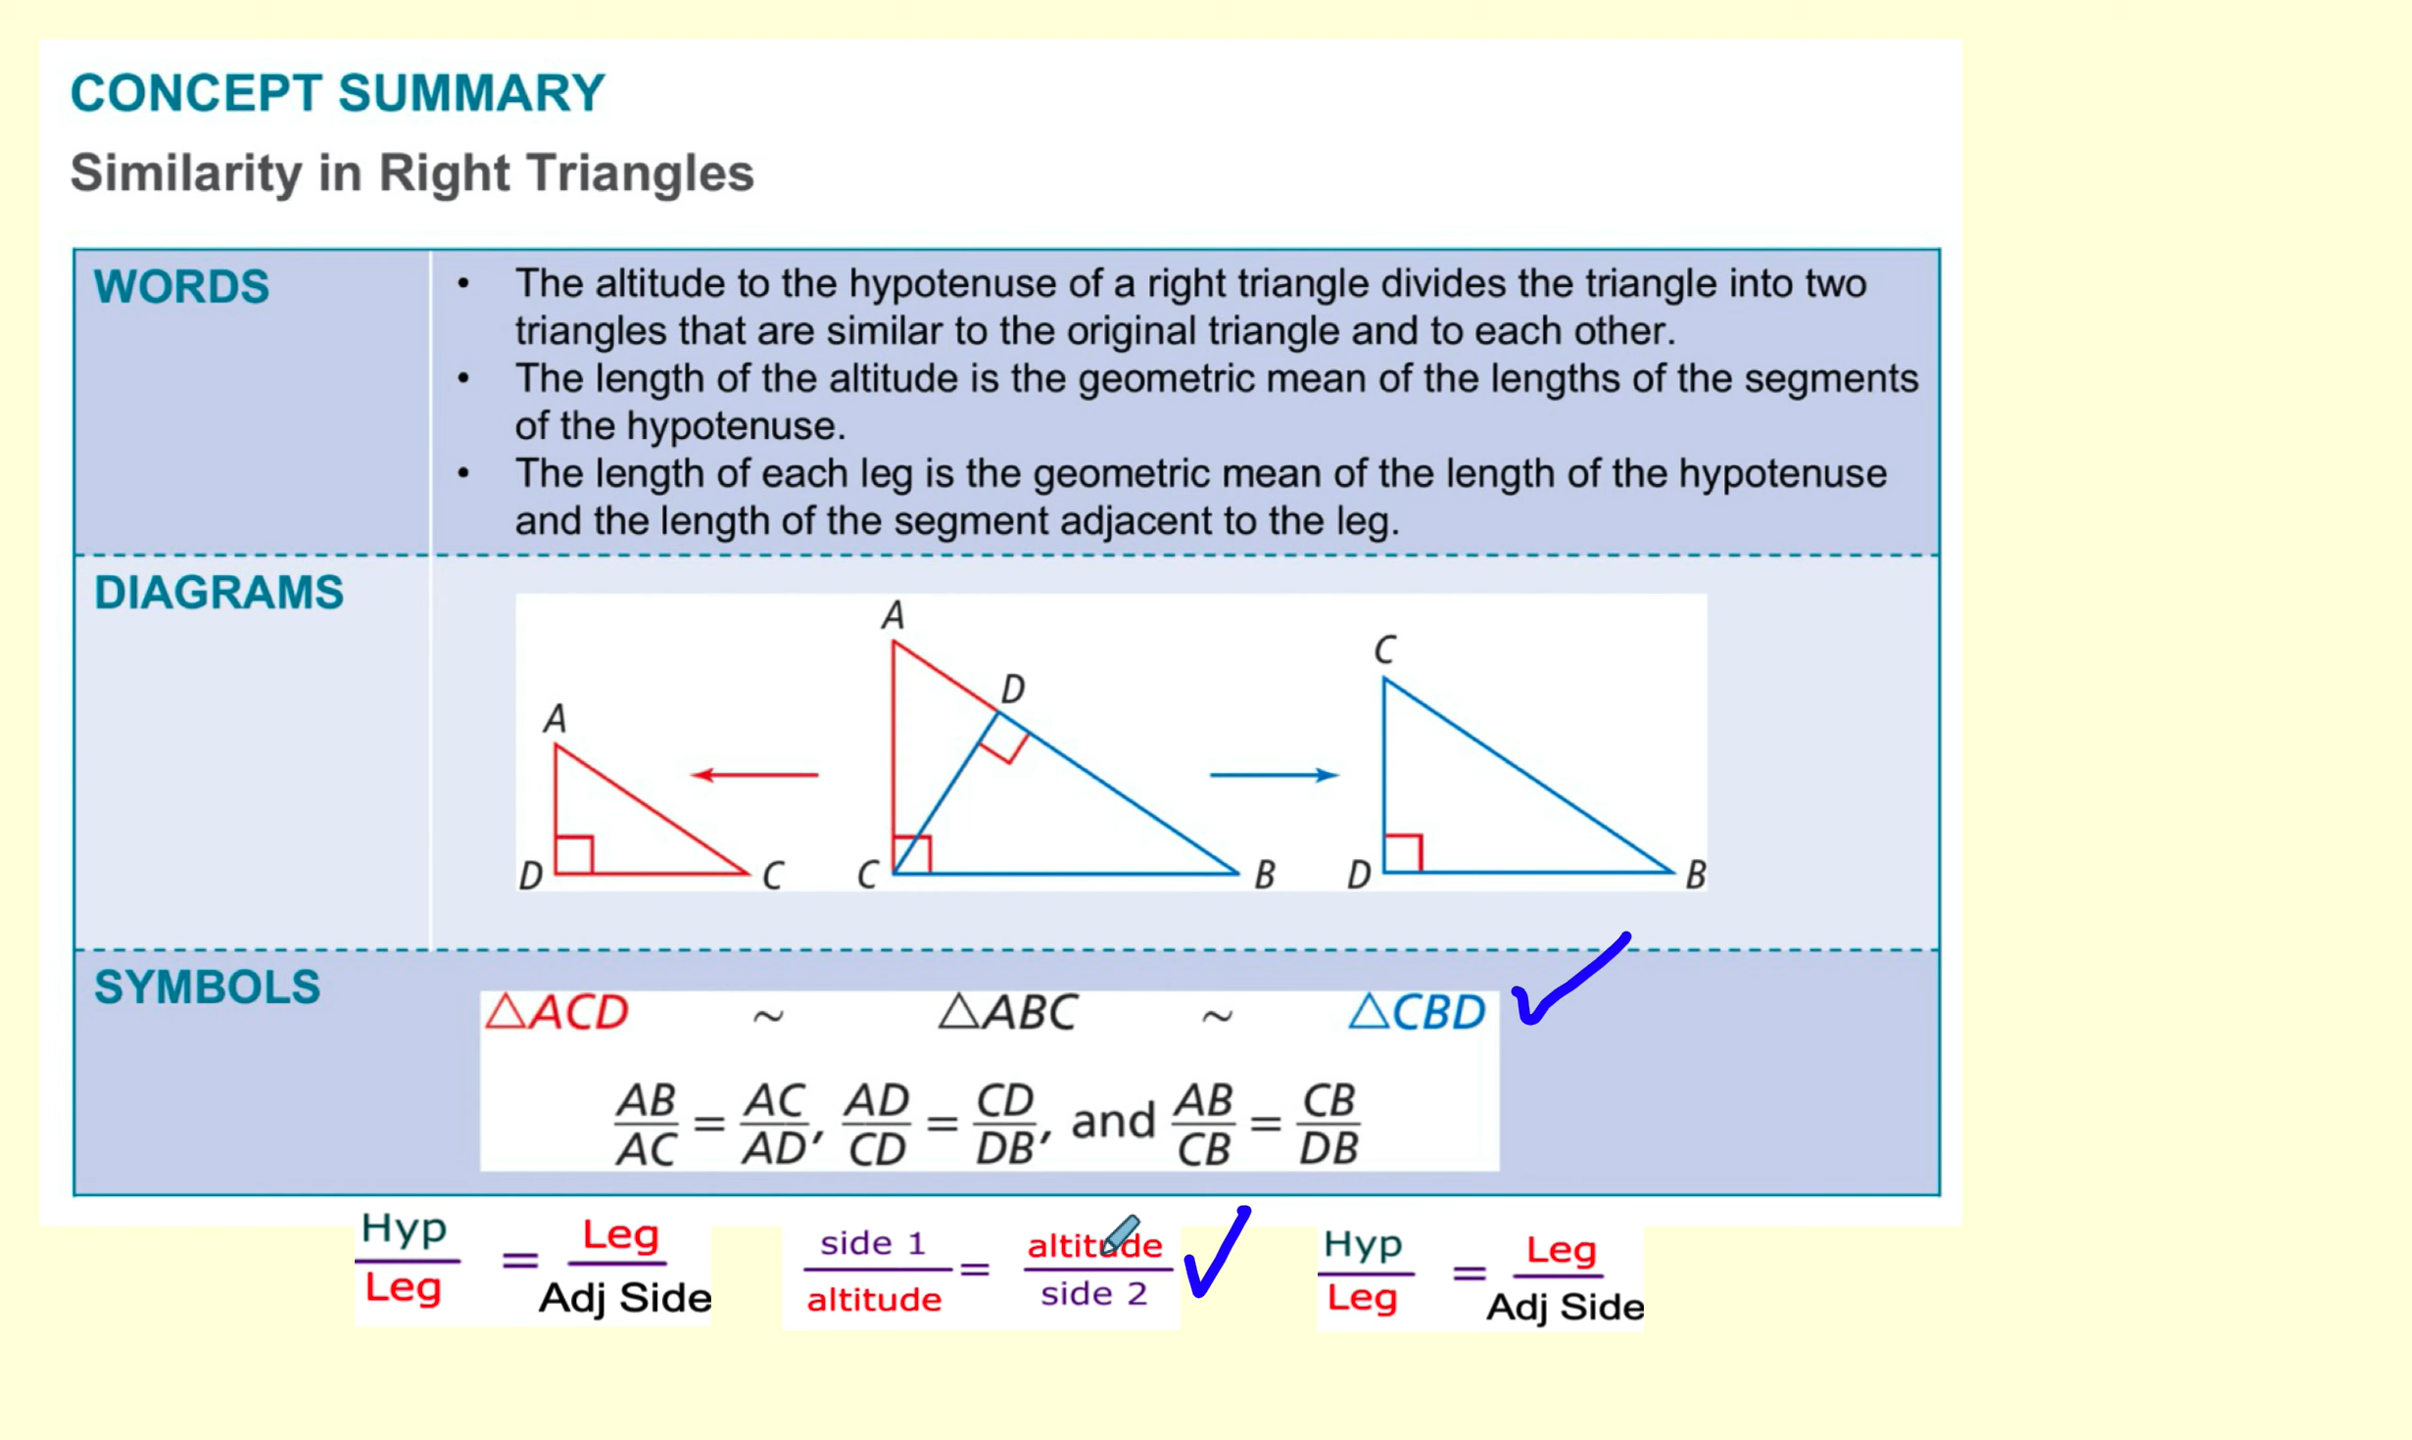 CONCEPT SUMMARY
Similarity in Right Triangles
WORDS
• The altitude to the hypotenuse of a right triangle divides the triangle into two
triangles that are similar to the original triangle and to each other.
• The length of the altitude is the geometric mean of the lengths of the segments
of the hypotenuse.
• The length of each leg is the geometric mean of the length of the hypotenuse
and the length of the segment adjacent to the leg.
DIAGRAMS
A
D
C
A
D
C
B
C
D
B
SYMBOLS
△ACD ~ △ABC ~ △CBD
AB/AC = AC/AD, AD/CD = CD/DB, and AB/CB = CB/DB
Hyp/Leg = Leg/Adj Side
side 1/altitude = altitude/side 2
Hyp/Leg = Leg/Adj Side